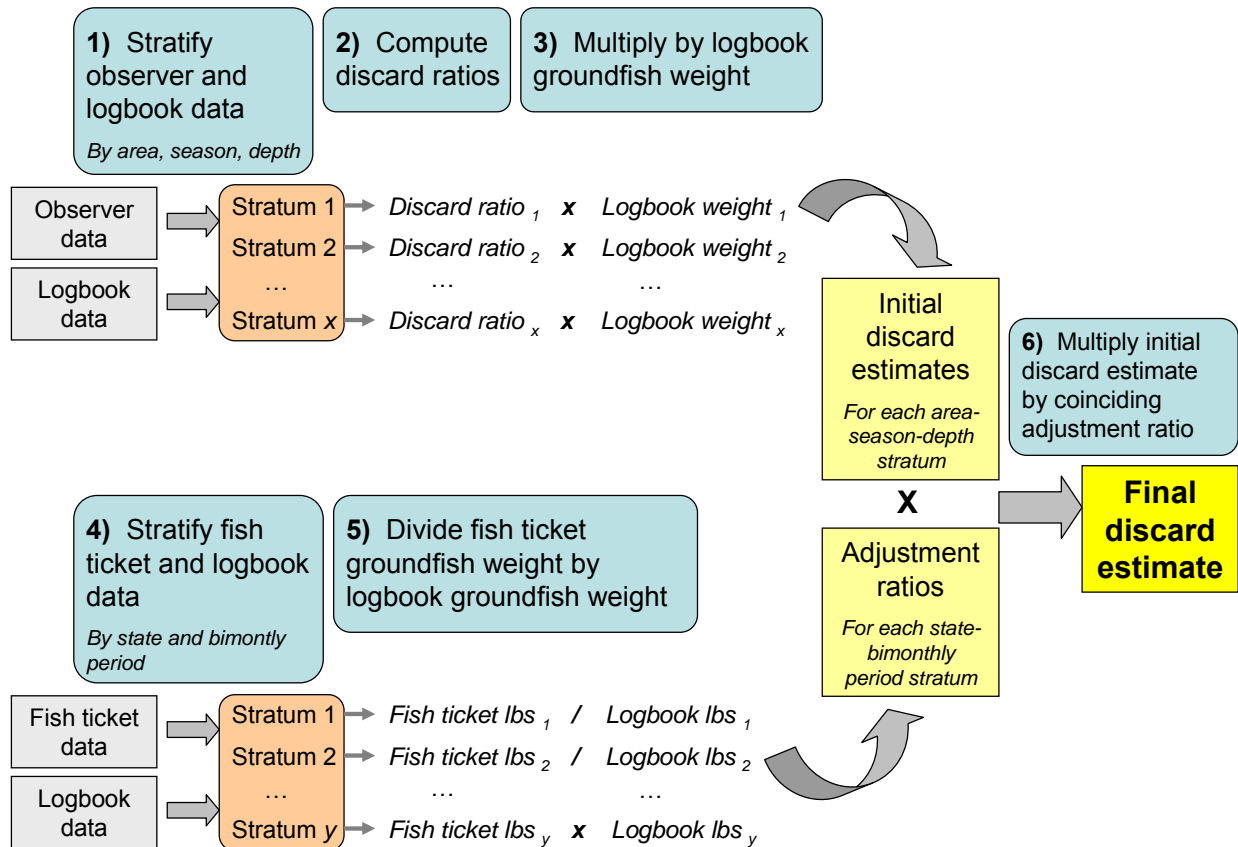 1) Stratify
observer and
logbook data
By area, season, depth
2) Compute
discard ratios
3) Multiply by logbook
groundfish weight
Observer
data
Logbook
data
Stratum 1
Stratum 2
…
Stratum x
Discard ratio 1 x Logbook weight 1
Discard ratio 2 x Logbook weight 2
… …
Discard ratio x x Logbook weight x
Initial
discard
estimates
For each area-
season-depth
stratum
X
Adjustment
ratios
For each state-
bimonthly
period stratum
6) Multiply initial
discard estimate
by coinciding
adjustment ratio
Final
discard
estimate
4) Stratify fish
ticket and logbook
data
By state and bimontly
period
5) Divide fish ticket
groundfish weight by
logbook groundfish weight
Fish ticket
data
Logbook
data
Stratum 1
Stratum 2
…
Stratum y
Fish ticket lbs 1 / Logbook lbs 1
Fish ticket lbs 2 / Logbook lbs 2
… …
Fish ticket lbs y x Logbook lbs y